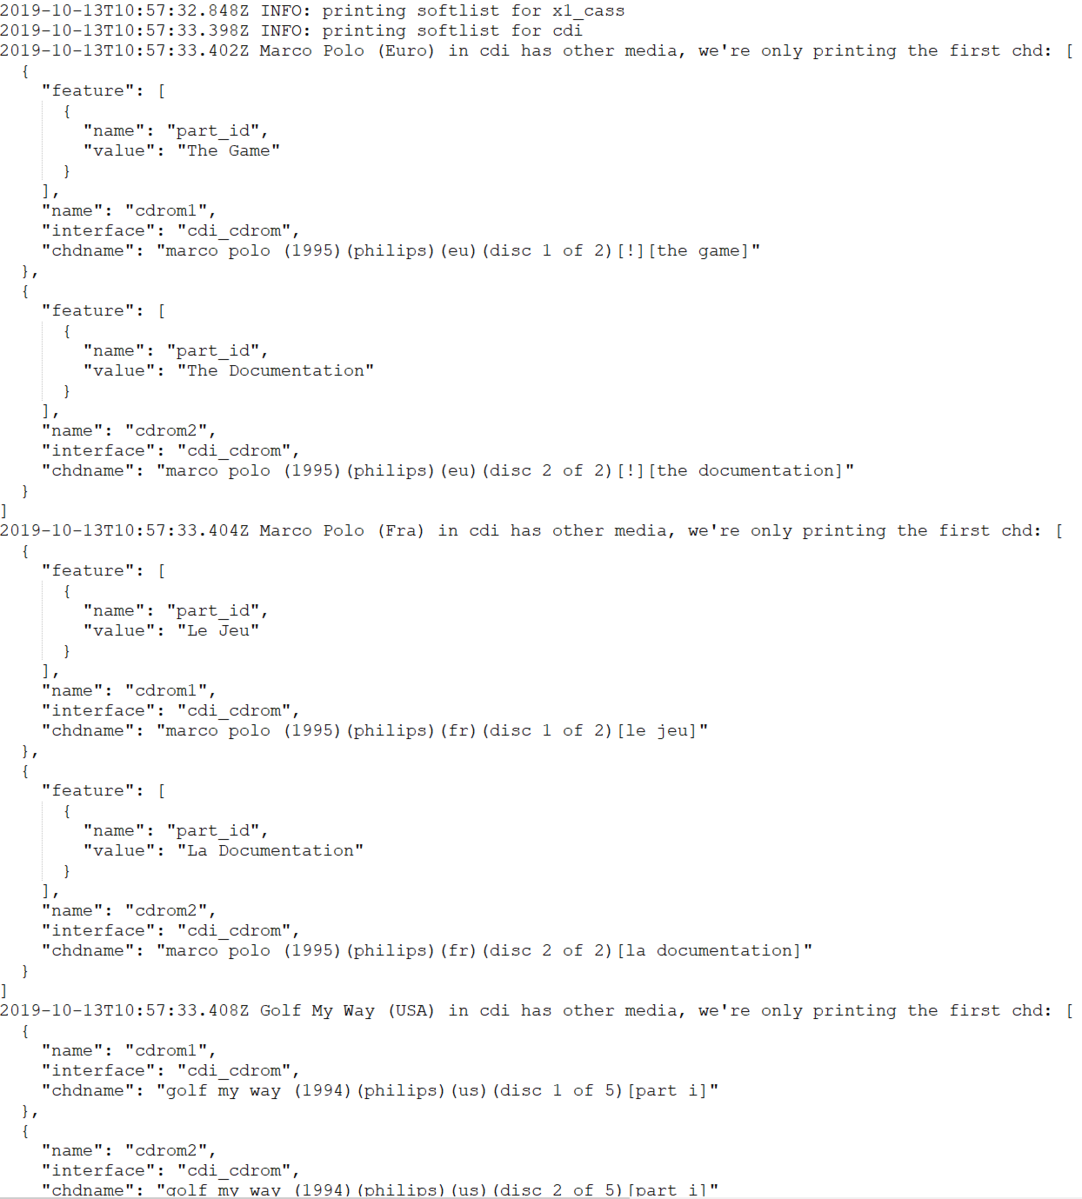 2019-10-13T10:57:32.848Z INFO: printing softlist for x1_cass
2019-10-13T10:57:33.398Z INFO: printing softlist for cdi
2019-10-13T10:57:33.402Z Marco Polo (Euro) in cdi has other media, we're only printing the first chd: [
  {
    "feature": [
      {
        "name": "part_id",
        "value": "The Game"
      }
    ],
    "name": "cdrom1",
    "interface": "cdi_cdrom",
    "chdname": "marco polo (1995)(philips)(eu)(disc 1 of 2)[!][the game]"
  },
  {
    "feature": [
      {
        "name": "part_id",
        "value": "The Documentation"
      }
    ],
    "name": "cdrom2",
    "interface": "cdi_cdrom",
    "chdname": "marco polo (1995)(philips)(eu)(disc 2 of 2)[!][the documentation]"
  }
]
2019-10-13T10:57:33.404Z Marco Polo (Fra) in cdi has other media, we're only printing the first chd: [
  {
    "feature": [
      {
        "name": "part_id",
        "value": "Le Jeu"
      }
    ],
    "name": "cdrom1",
    "interface": "cdi_cdrom",
    "chdname": "marco polo (1995)(philips)(fr)(disc 1 of 2)[le jeu]"
  },
  {
    "feature": [
      {
        "name": "part_id",
        "value": "La Documentation"
      }
    ],
    "name": "cdrom2",
    "interface": "cdi_cdrom",
    "chdname": "marco polo (1995)(philips)(fr)(disc 2 of 2)[la documentation]"
  }
]
2019-10-13T10:57:33.408Z Golf My Way (USA) in cdi has other media, we're only printing the first chd: [
  {
    "name": "cdrom1",
    "interface": "cdi_cdrom",
    "chdname": "golf my way (1994)(philips)(us)(disc 1 of 5)[part i]"
  },
  {
    "name": "cdrom2",
    "interface": "cdi_cdrom",
    "chdname": "golf my way (1994)(philips)(us)(disc 2 of 5)[part i]"